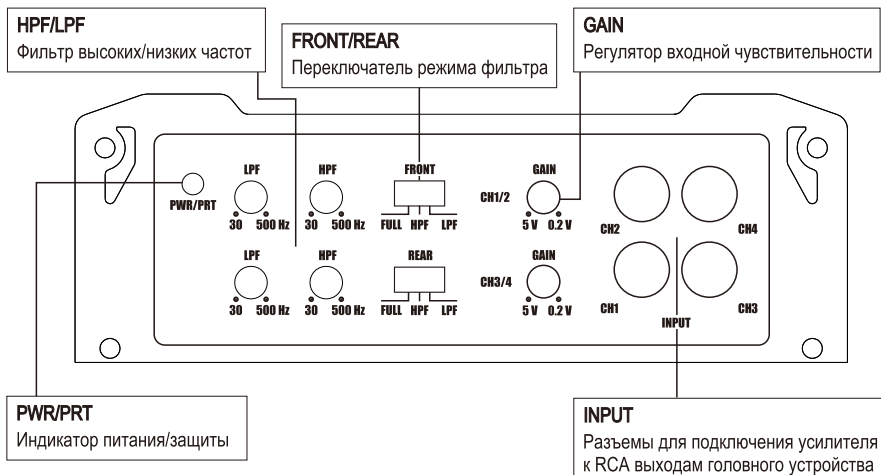 HPF/LPF
Фильтр высоких/низких частот
FRONT/REAR
Переключатель режима фильтра
GAIN
Регулятор входной чувствительности
LPF
HPF
FRONT
GAIN
PWR/PRT
30 500 Hz
30 500 Hz
FULL HPF LPF
CH1/2
5 V 0.2 V
CH2
CH4
LPF
HPF
REAR
GAIN
30 500 Hz
30 500 Hz
FULL HPF LPF
CH3/4
5 V 0.2 V
CH1
CH3
INPUT
PWR/PRT
Индикатор питания/защиты
INPUT
Разъемы для подключения усилителя
к RCA выходам головного устройства